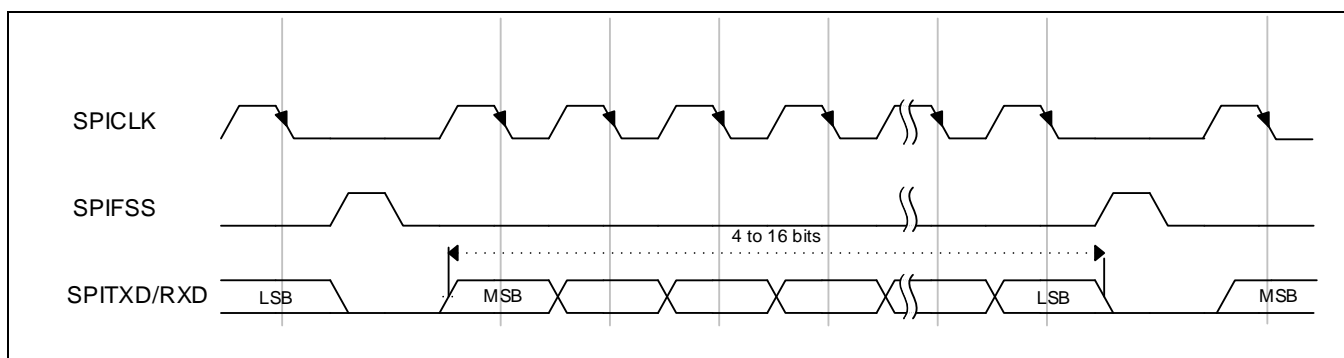 SPICLK
SPIFSS
4 to 16 bits
SPITXD/RXD
LSB
MSB
LSB
MSB